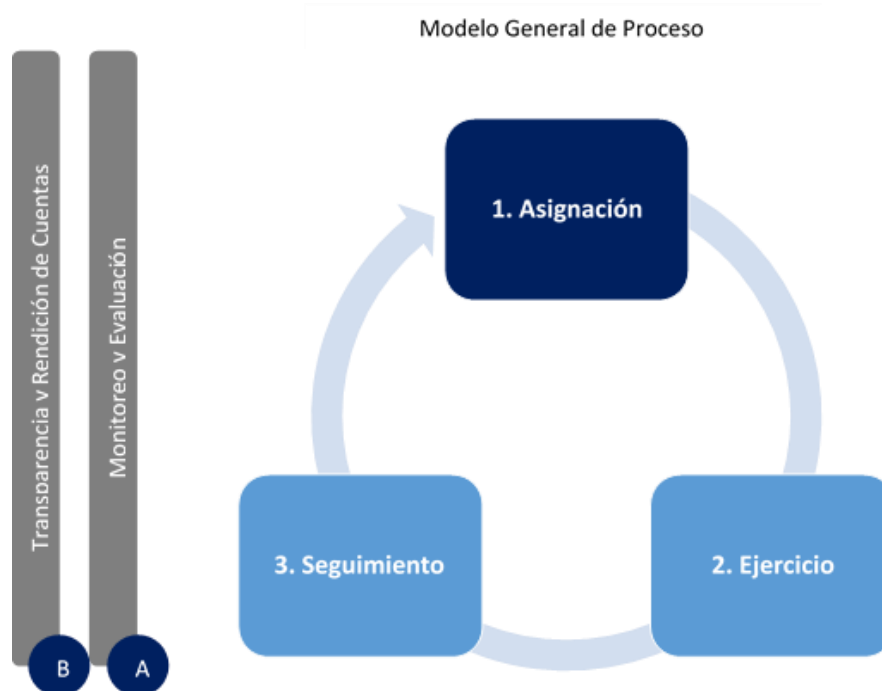 Modelo General de Proceso
Transparencia y Rendición de Cuentas
Monitoreo y Evaluación
1. Asignación
3. Seguimiento
2. Ejercicio
B
A